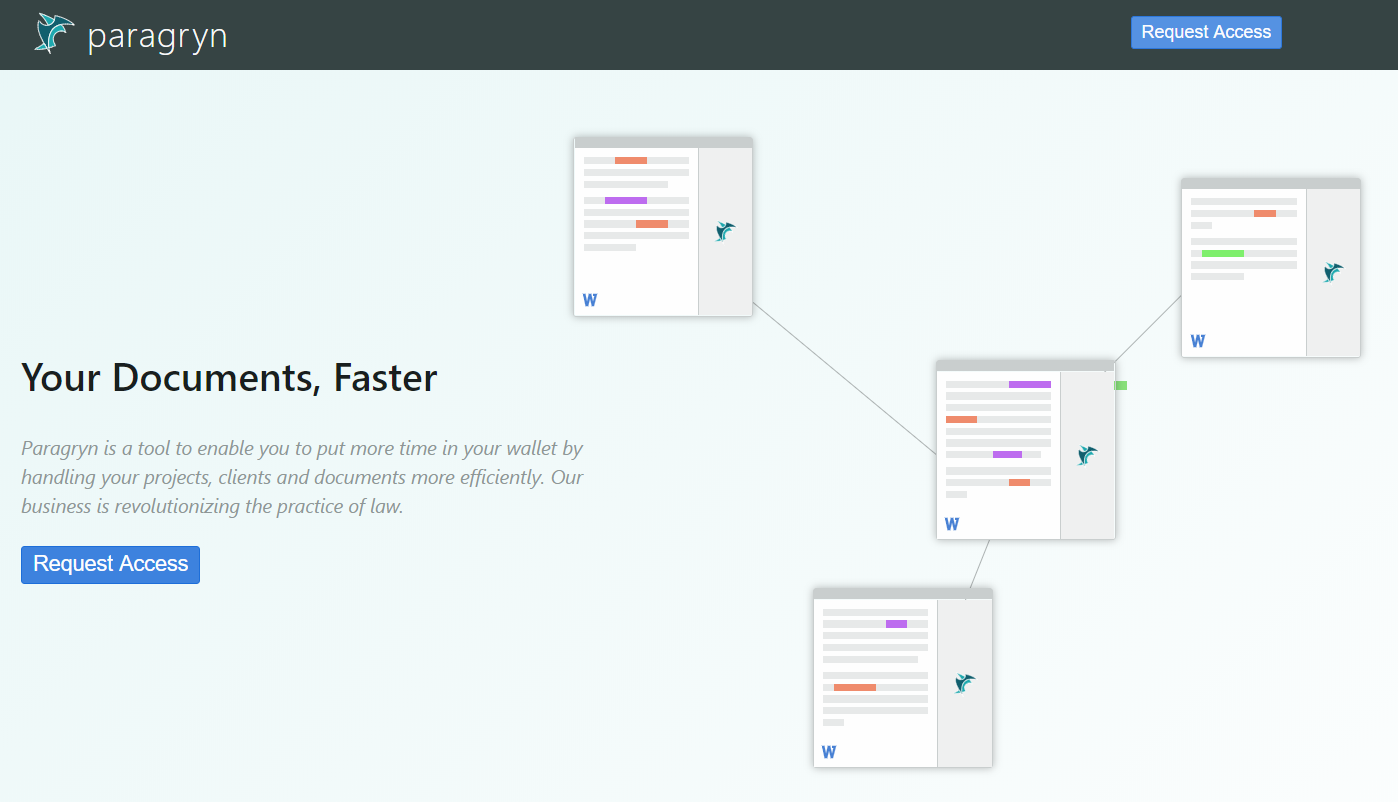 paragryn
Request Access
Your Documents, Faster
Paragryn is a tool to enable you to put more time in your wallet by
handling your projects, clients and documents more efficiently. Our
business is revolutionizing the practice of law.
Request Access
W
W
W
W